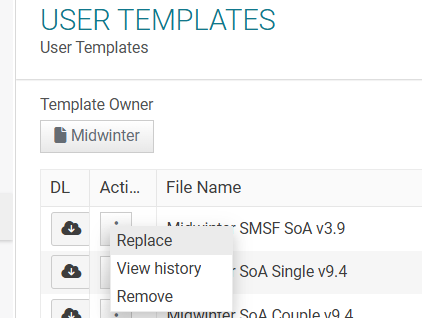 USER TEMPLATES
User Templates
Template Owner
Midwinter
DL Acti... File Name
Midwinter SMSF SoA v3.9
Replace
View history
SoA Single v9.4
Remove
Midwinter SoA Couple v9.4